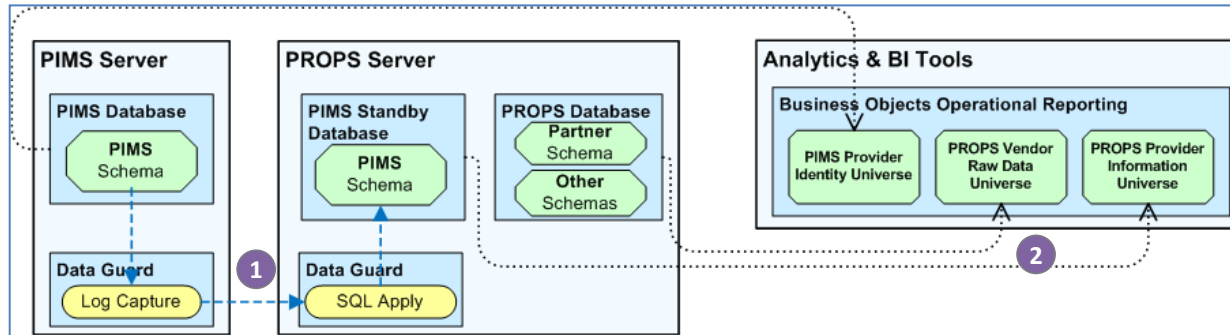 PIMS Server
PIMS Database
PIMS
Schema
Data Guard
Log Capture
1
PROPS Server
PIMS Standby
Database
PIMS
Schema
PROPS Database
Partner
Schema
Other
Schemas
Data Guard
SQL Apply
Analytics & BI Tools
Business Objects Operational Reporting
PIMS Provider
Identity Universe
PROPS Vendor
Raw Data
Universe
PROPS Provider
Information
Universe
2